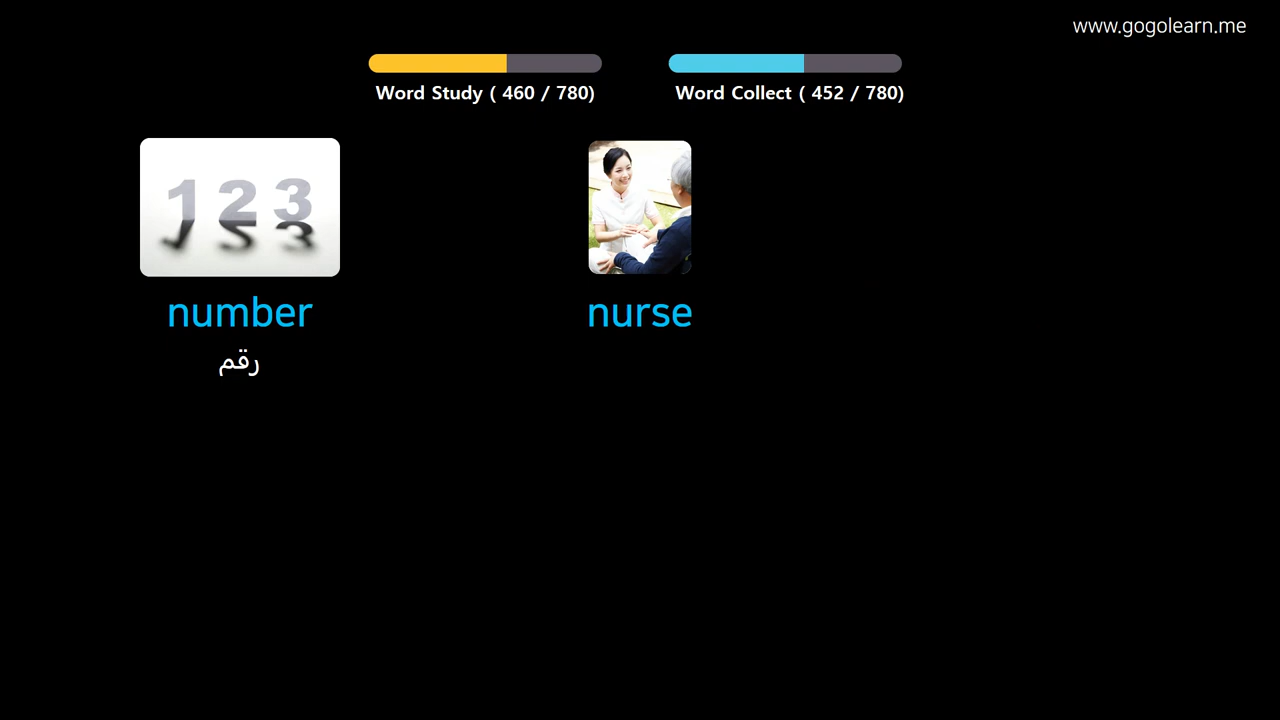 www.gogolearn.me
Word Study ( 460 / 780)
Word Collect ( 452 / 780)
123
number
nurse
رقم